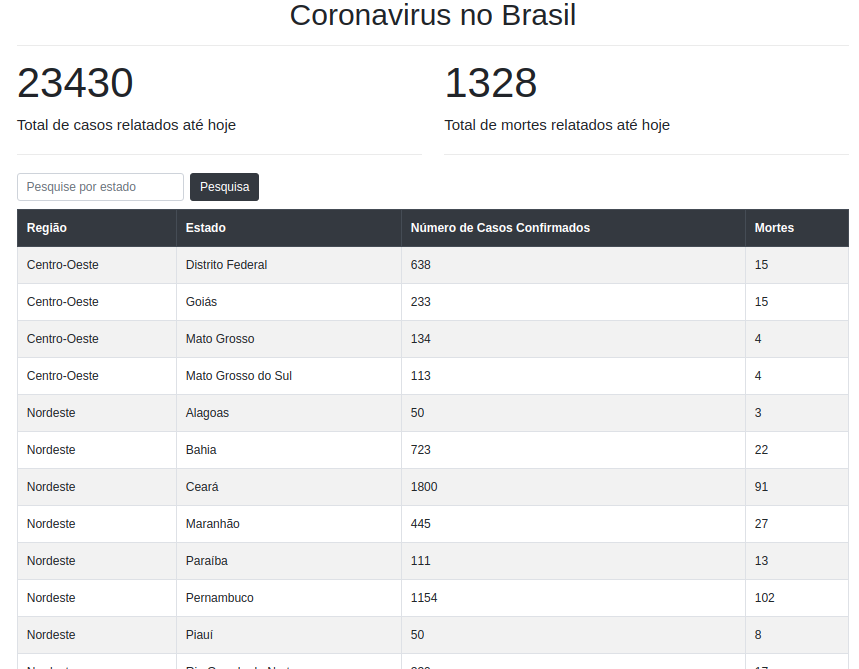 Coronavirus no Brasil
23430 1328
Total de casos relatados até hoje Total de mortes relatados até hoje
Pesquise por estado Pesquisa
Região Estado Número de Casos Confirmados Mortes
Centro-Oeste Distrito Federal 638 15
Centro-Oeste Goiás 233 15
Centro-Oeste Mato Grosso 134 4
Centro-Oeste Mato Grosso do Sul 113 4
Nordeste Alagoas 50 3
Nordeste Bahia 723 22
Nordeste Ceará 1800 91
Nordeste Maranhão 445 27
Nordeste Paraíba 111 13
Nordeste Pernambuco 1154 102
Nordeste Piauí 50 8